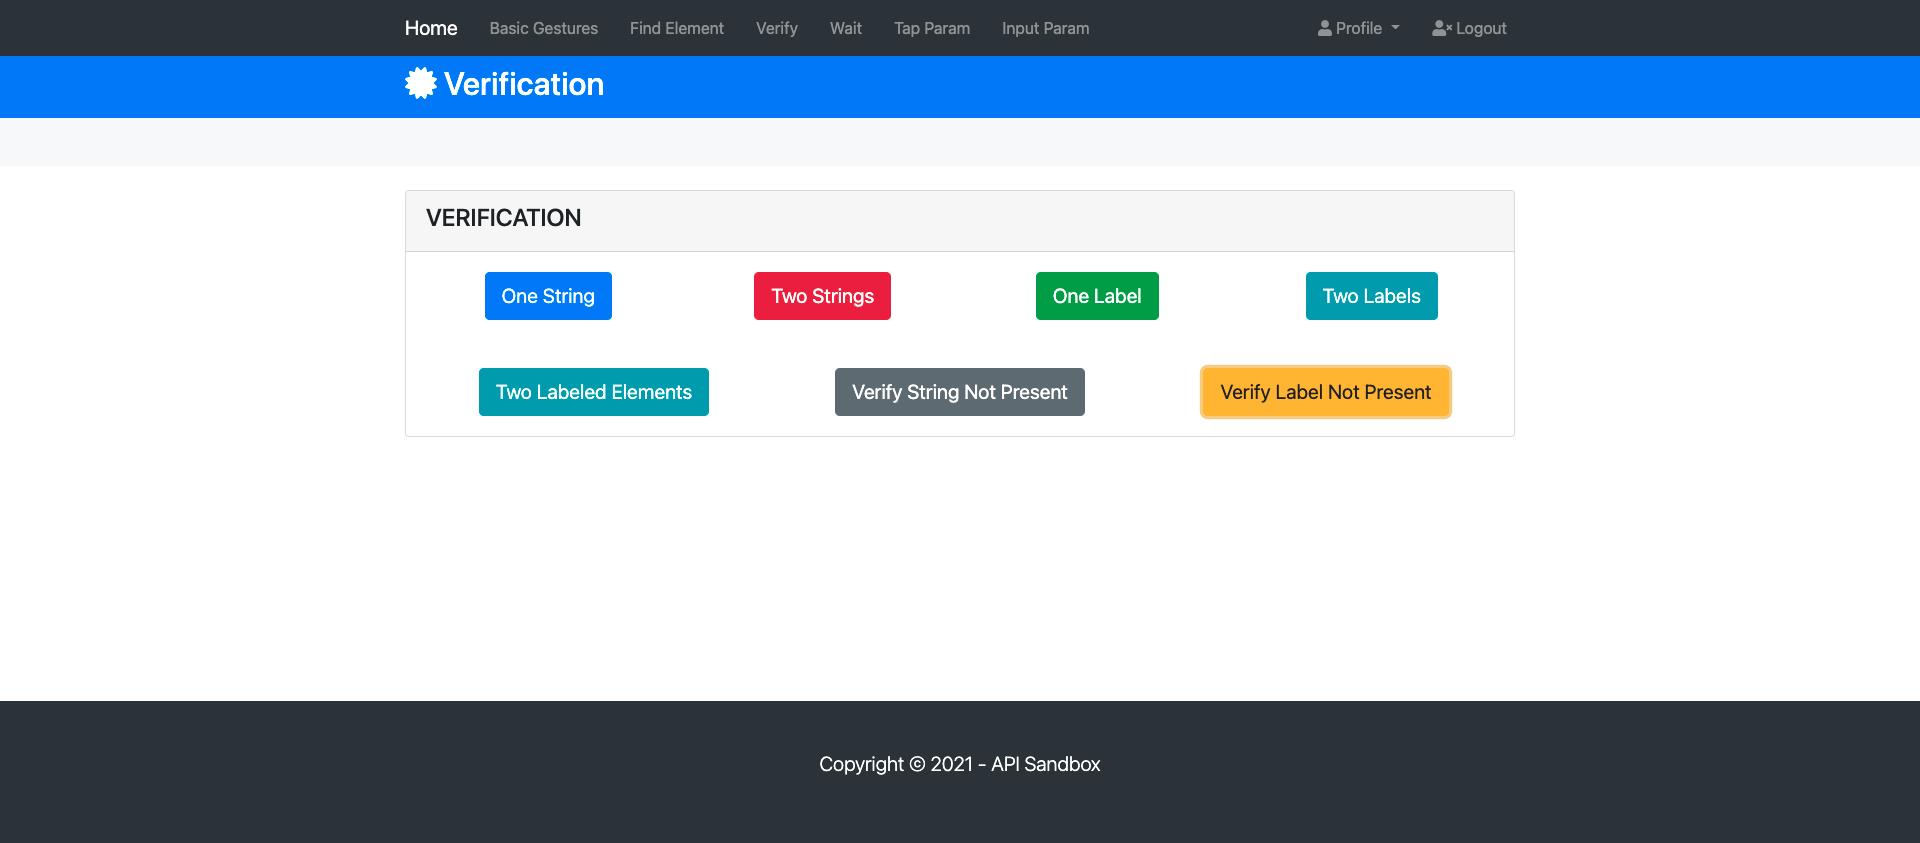 Home Basic Gestures Find Element Verify Wait Tap Param Input Param Profile Logout
Verification
VERIFICATION
One String Two Strings One Label Two Labels
Two Labeled Elements Verify String Not Present Verify Label Not Present
Copyright © 2021 - API Sandbox